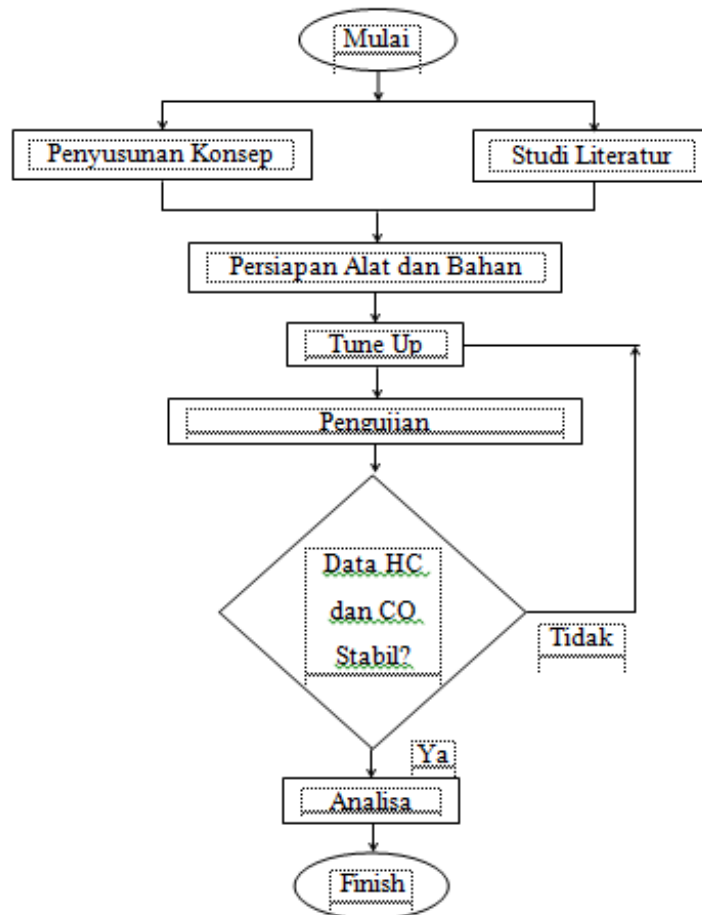 Mulai
Penyusunan Konsep
Studi Literatur
Persiapan Alat dan Bahan
Tune Up
Pengujian
Data HC
dan CO
Stabil?
Tidak
Ya
Analisa
Finish